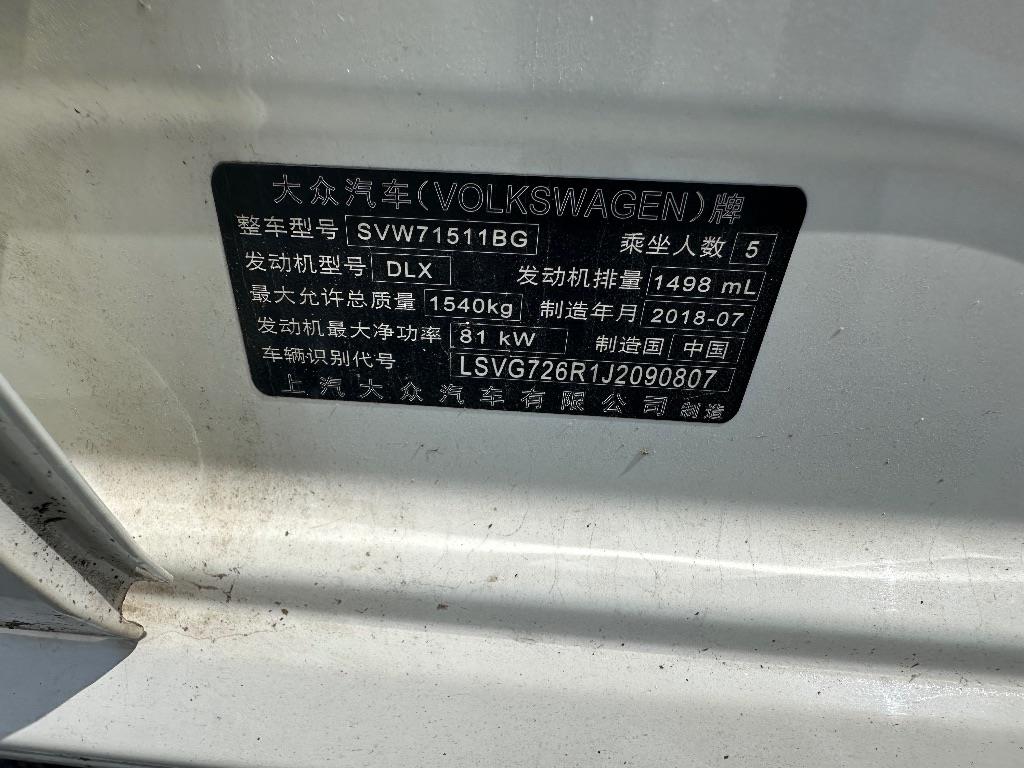 大众汽车(VOLKSWAGEN)牌
整车型号 SVW71511BG 乘坐人数 5
发动机型号 DLX 发动机排量 1498 mL
最大允许总质量 1540kg 制造年月 2018-07
发动机最大净功率 81 kW 制造国 中国
车辆识别代号 LSVG726R1J2090807
上汽大众汽车有限公司 制造